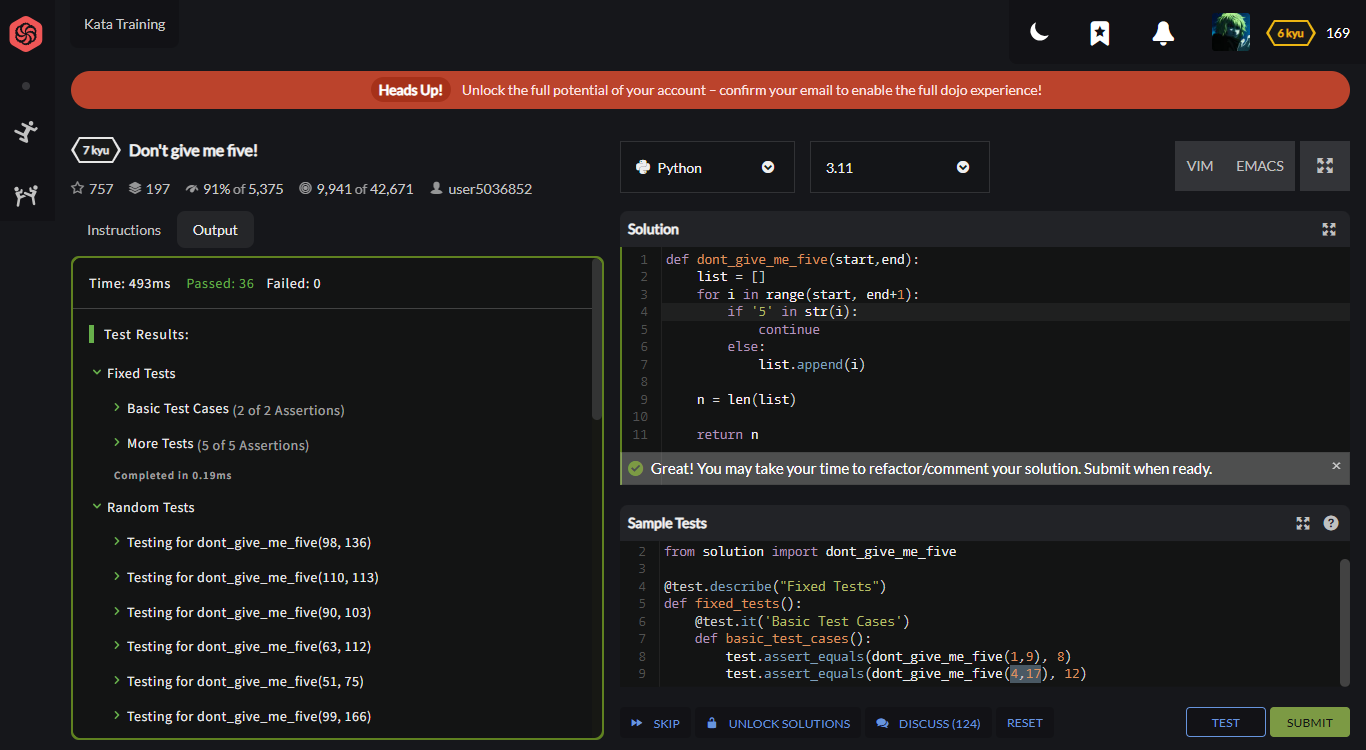 Kata Training
6 kyu 169
Heads Up! Unlock the full potential of your account – confirm your email to enable the full dojo experience!
7 kyu Don't give me five!
757 197 91% of 5,375 9,941 of 42,671 user5036852
Instructions Output
Time: 493ms Passed: 36 Failed: 0
Test Results:
Fixed Tests
Basic Test Cases (2 of 2 Assertions)
More Tests (5 of 5 Assertions)
Completed in 0.19ms
Random Tests
Testing for dont_give_me_five(98, 136)
Testing for dont_give_me_five(110, 113)
Testing for dont_give_me_five(90, 103)
Testing for dont_give_me_five(63, 112)
Testing for dont_give_me_five(51, 75)
Testing for dont_give_me_five(99, 166)
Python 3.11 VIM EMACS
Solution
1 def dont_give_me_five(start,end):
2     list = []
3     for i in range(start, end+1):
4         if '5' in str(i):
5             continue
6         else:
7             list.append(i)
8
9     n = len(list)
10
11     return n
Great! You may take your time to refactor/comment your solution. Submit when ready. ×
Sample Tests ?
2 from solution import dont_give_me_five
3
4 @test.describe("Fixed Tests")
5 def fixed_tests():
6     @test.it('Basic Test Cases')
7     def basic_test_cases():
8         test.assert_equals(dont_give_me_five(1,9), 8)
9         test.assert_equals(dont_give_me_five(4,17), 12)
SKIP UNLOCK SOLUTIONS DISCUSS (124) RESET TEST SUBMIT